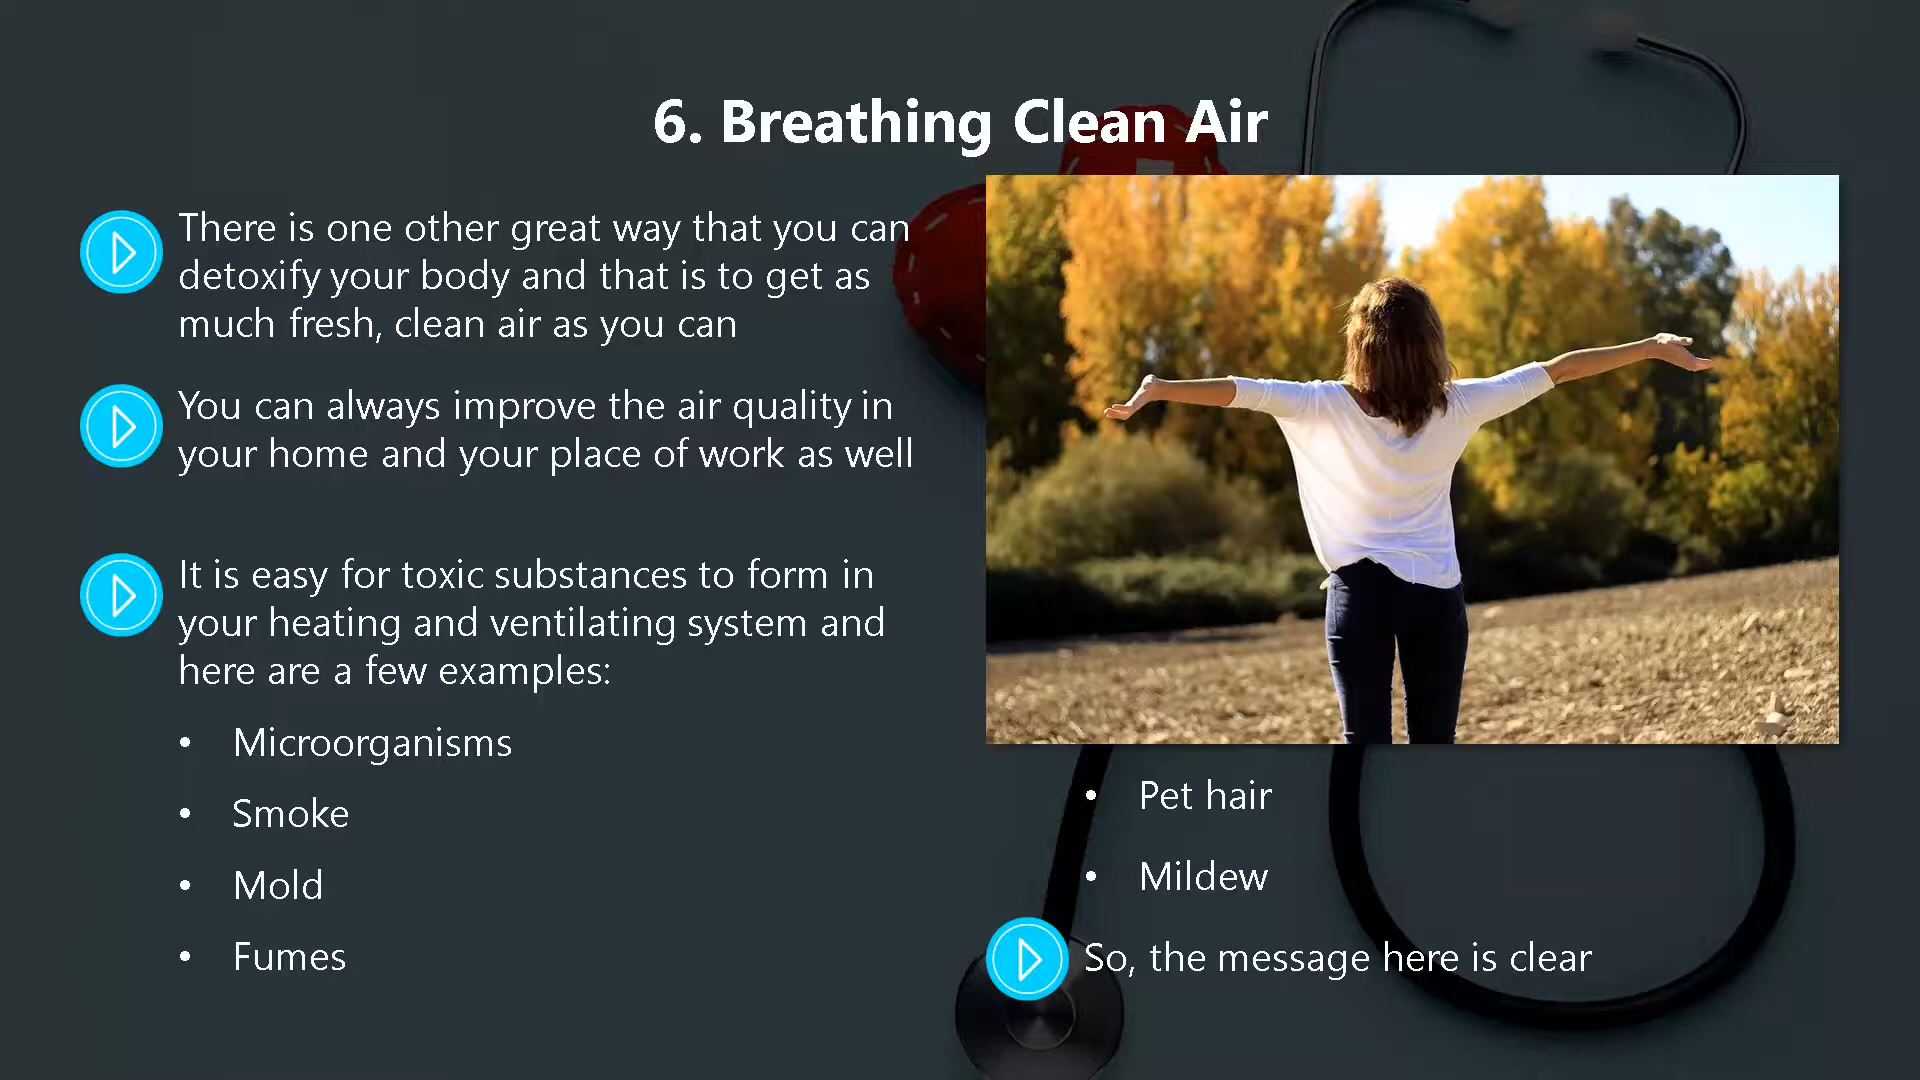 6. Breathing Clean Air
There is one other great way that you can
detoxify your body and that is to get as
much fresh, clean air as you can
You can always improve the air quality in
your home and your place of work as well
It is easy for toxic substances to form in
your heating and ventilating system and
here are a few examples:
• Microorganisms
• Smoke
• Mold
• Fumes
• Pet hair
• Mildew
So, the message here is clear